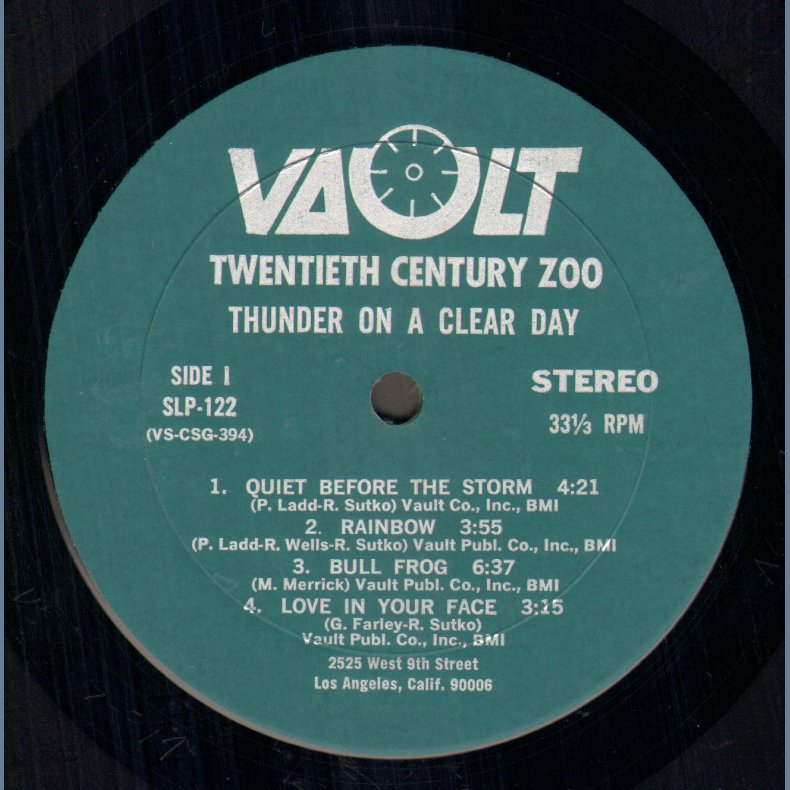 VAULT
TWENTIETH CENTURY ZOO
THUNDER ON A CLEAR DAY
SIDE 1
SLP-122
(VS-CSG-394)
STEREO
33⅓ RPM
1. QUIET BEFORE THE STORM 4:21
(P. Ladd-R. Sutko) Vault Co., Inc., BMI
2. RAINBOW 3:55
(P. Ladd-R. Wells-R. Sutko) Vault Publ. Co., Inc., BMI
3. BULL FROG 6:37
(M. Merrick) Vault Publ. Co., Inc., BMI
4. LOVE IN YOUR FACE 3:15
(G. Farley-R. Sutko)
Vault Publ. Co., Inc., BMI
2525 West 9th Street
Los Angeles, Calif. 90006